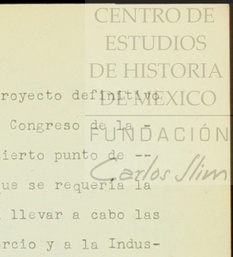 CENTRO DE
ESTUDIOS
DE HISTORIA
royecto definitivo
DE MEXICO
Congreso de la -
FUNDACIÓN
ierto punto de --
Carlos Slim
ue se requería la
llevar a cabo las
ercio y a la Indus-